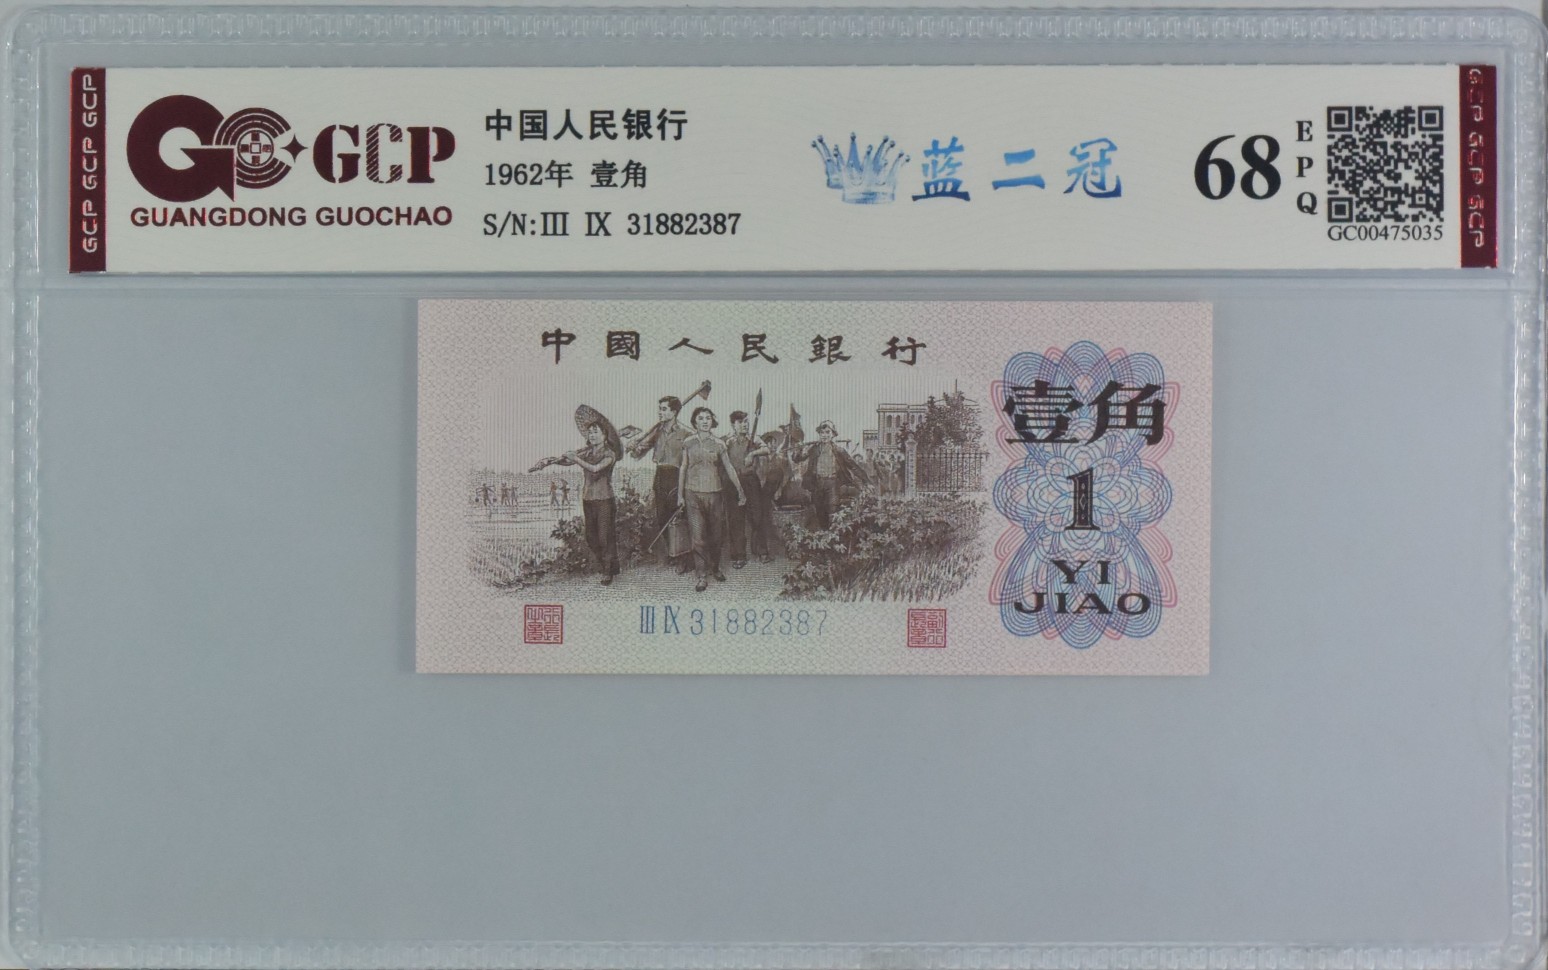 GCP GCP GCP
GCP
GUANGDONG GUOCHAO
中国人民银行
1962年 壹角
S/N:III IX 31882387
蓝二冠
68
EPQ
GC00475035
GCP GCP GCP
中國人民銀行
壹角
1
YI
JIAO
III IX 31882387